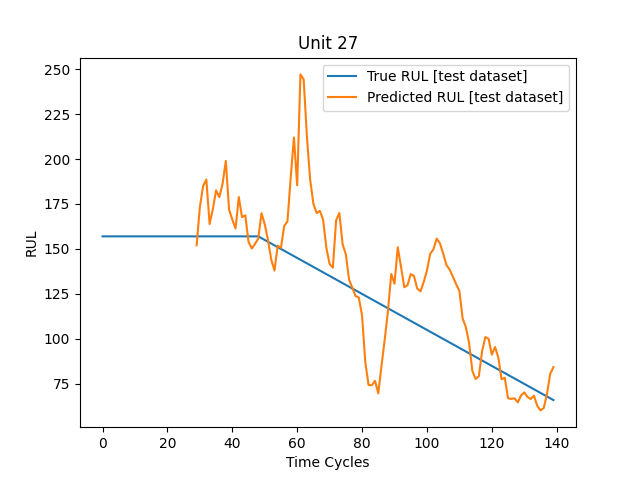 Unit 27
True RUL [test dataset]
Predicted RUL [test dataset]
RUL
250
225
200
175
150
125
100
75
0 20 40 60 80 100 120 140
Time Cycles